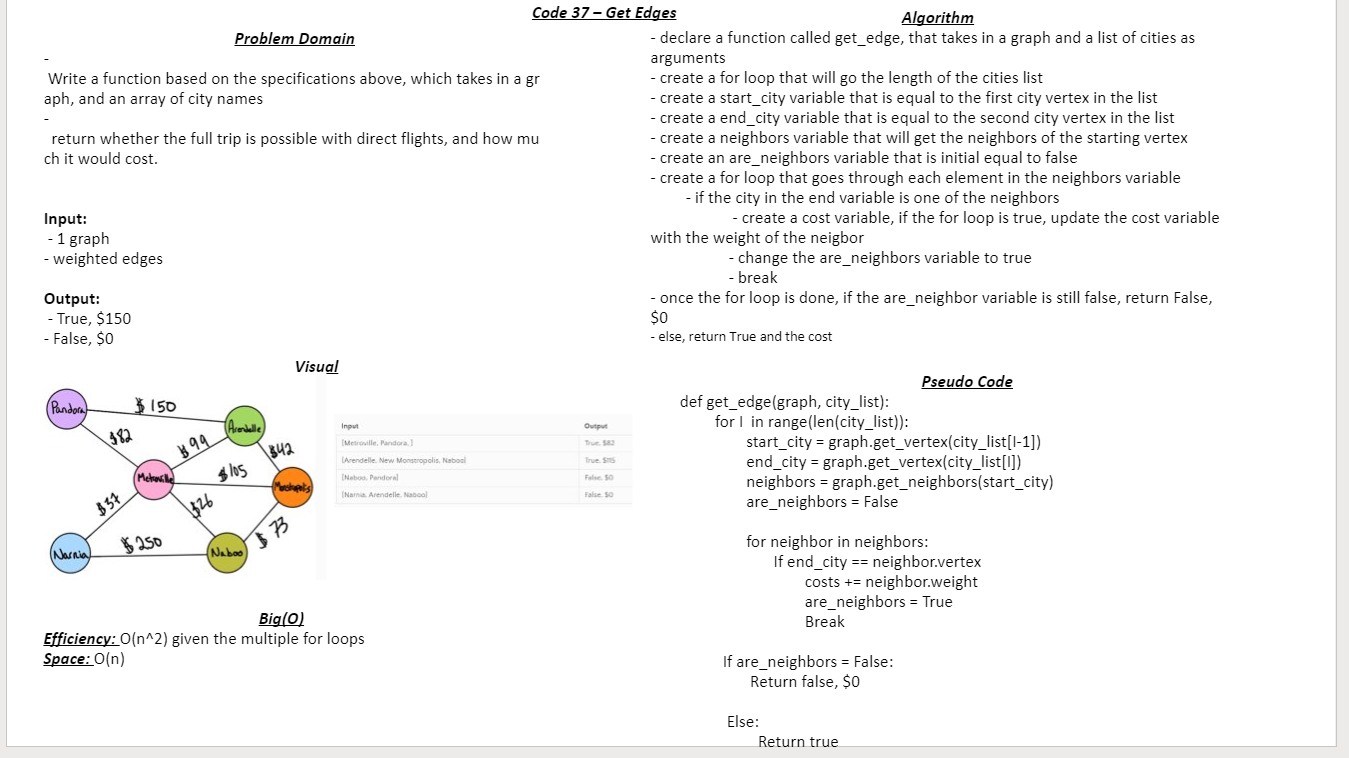 Code 37 – Get Edges
Problem Domain
-
Write a function based on the specifications above, which takes in a gr
aph, and an array of city names
-
return whether the full trip is possible with direct flights, and how mu
ch it would cost.
Input:
- 1 graph
- weighted edges
Output:
- True, $150
- False, $0
Visual
Pandora
$150
Arendelle
$82
$99
$42
Metroville
$105
Monstropolis
$37
$26
$73
Narnia
$250
Naboo
Input Output
[Metroville, Pandora, ] True, $82
[Arendelle, New Monstropolis, Naboo] True, $115
[Naboo, Pandora] False, $0
[Narnia, Arendelle, Naboo] False, $0
Big(O)
Efficiency: O(n^2) given the multiple for loops
Space: O(n)
Algorithm
- declare a function called get_edge, that takes in a graph and a list of cities as
arguments
- create a for loop that will go the length of the cities list
- create a start_city variable that is equal to the first city vertex in the list
- create a end_city variable that is equal to the second city vertex in the list
- create a neighbors variable that will get the neighbors of the starting vertex
- create an are_neighbors variable that is initial equal to false
- create a for loop that goes through each element in the neighbors variable
- if the city in the end variable is one of the neighbors
- create a cost variable, if the for loop is true, update the cost variable
with the weight of the neigbor
- change the are_neighbors variable to true
- break
- once the for loop is done, if the are_neighbor variable is still false, return False,
$0
- else, return True and the cost
Pseudo Code
def get_edge(graph, city_list):
for I in range(len(city_list)):
start_city = graph.get_vertex(city_list[I-1])
end_city = graph.get_vertex(city_list[I])
neighbors = graph.get_neighbors(start_city)
are_neighbors = False
for neighbor in neighbors:
If end_city == neighbor.vertex
costs += neighbor.weight
are_neighbors = True
Break
If are_neighbors = False:
Return false, $0
Else:
Return true